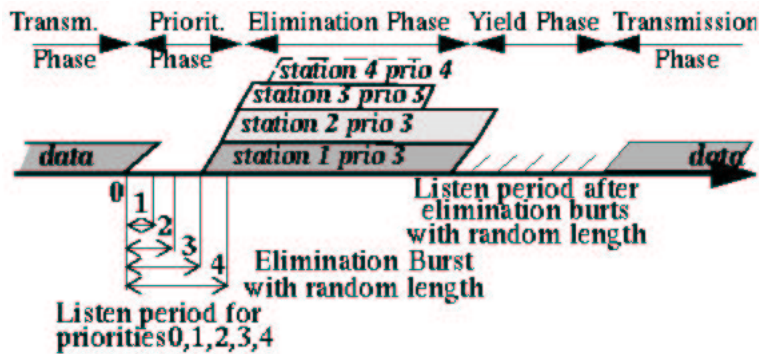 Transm. Priorit. Elimination Phase Yield Phase Transmission
Phase Phase Phase
station 4 prio 4
station 3 prio 3
station 2 prio 3
data station 1 prio 3 data
0
1
2
3
4
Listen period after
elimination burts
with random length
Elimination Burst
with random length
Listen period for
priorities0,1,2,3,4